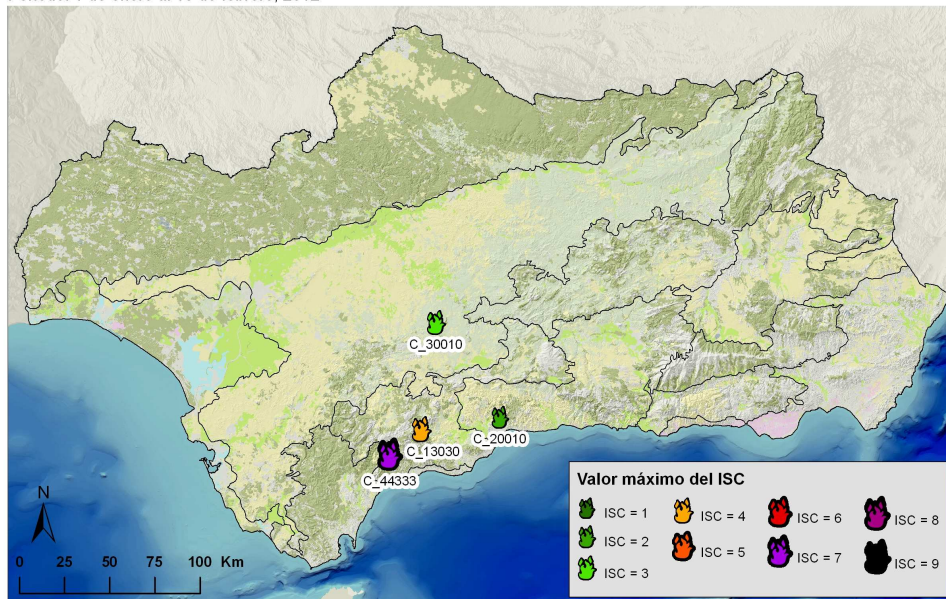 C_30010
C_13030
C_20010
C_44333
N
0 25 50 100 Km
Valor máximo del ISC
ISC = 1 ISC = 4 ISC = 6 ISC = 8
ISC = 2 ISC = 5 ISC = 7 ISC = 9
ISC = 3